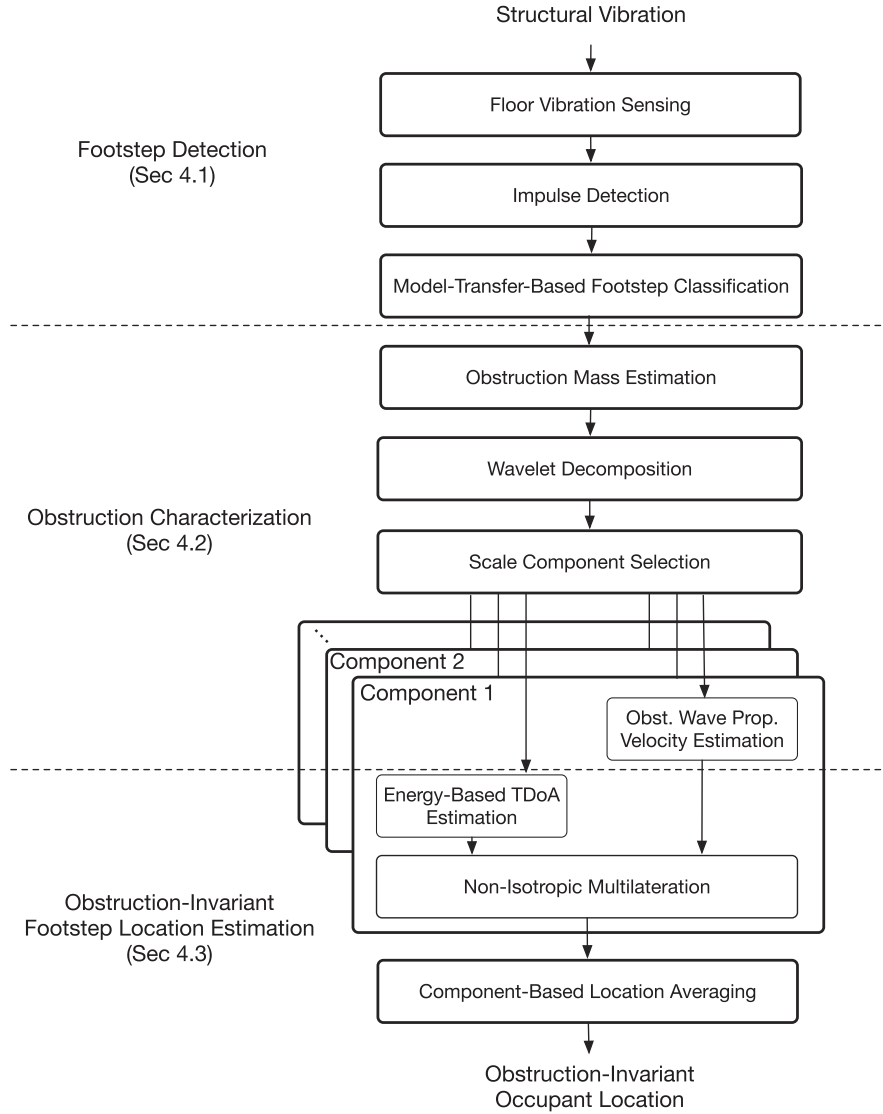 Structural Vibration
Floor Vibration Sensing
Footstep Detection
(Sec 4.1)
Impulse Detection
Model-Transfer-Based Footstep Classification
Obstruction Mass Estimation
Wavelet Decomposition
Obstruction Characterization
(Sec 4.2)
Scale Component Selection
Component 2
Component 1
Obst. Wave Prop.
Velocity Estimation
Energy-Based TDoA
Estimation
Non-Isotropic Multilateration
Obstruction-Invariant
Footstep Location Estimation
(Sec 4.3)
Component-Based Location Averaging
Obstruction-Invariant
Occupant Location